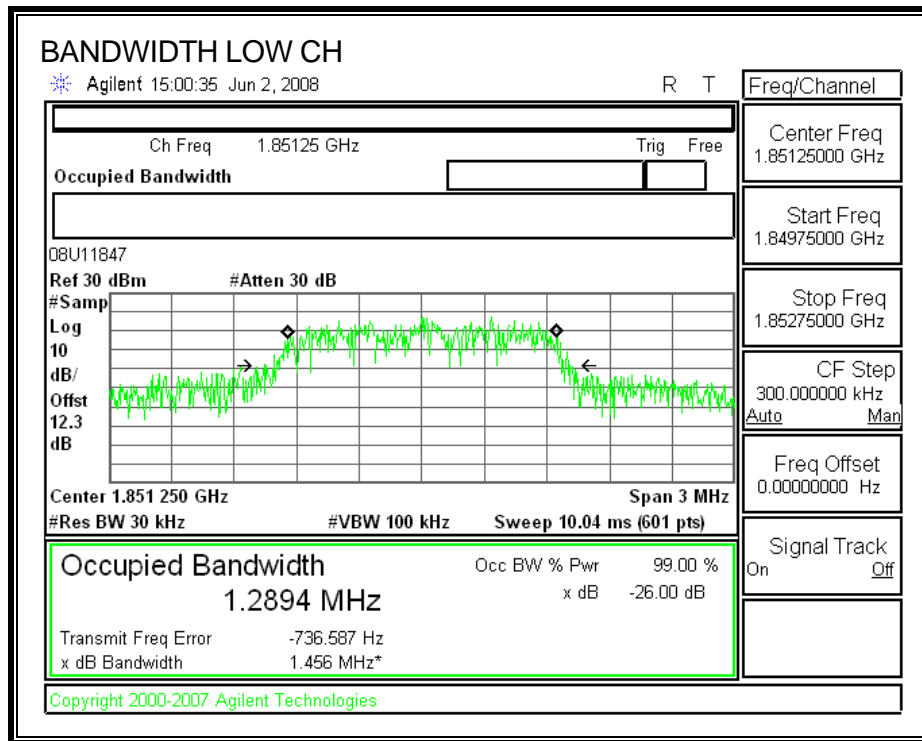 BANDWIDTH LOW CH
Agilent 15:00:35 Jun 2, 2008 R T
Freq/Channel
Ch Freq 1.85125 GHz Trig Free
Occupied Bandwidth
Center Freq
1.85125000 GHz
Start Freq
1.84975000 GHz
Stop Freq
1.85275000 GHz
CF Step
300.000000 kHz
Auto Man
Freq Offset
0.00000000 Hz
Signal Track
On Off
08U11847
Ref 30 dBm #Atten 30 dB
#Samp
Log
10
dB/
Offst
12.3
dB
Center 1.851 250 GHz Span 3 MHz
#Res BW 30 kHz #VBW 100 kHz Sweep 10.04 ms (601 pts)
Occupied Bandwidth Occ BW % Pwr 99.00 %
1.2894 MHz x dB -26.00 dB
Transmit Freq Error -736.587 Hz
x dB Bandwidth 1.456 MHz*
Copyright 2000-2007 Agilent Technologies